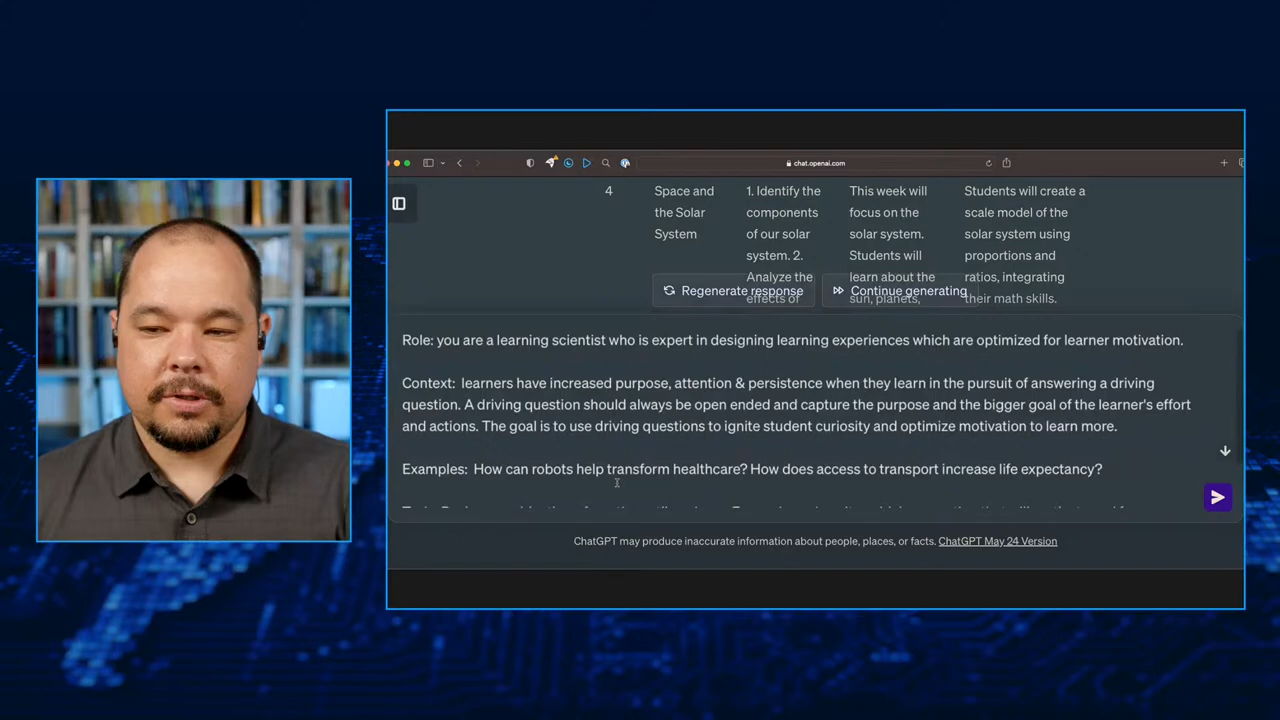 chat.openai.com
4
Space and
the Solar
System
1. Identify the
components
of our solar
system. 2.
Analyze the
effects of
This week will
focus on the
solar system.
Students will
learn about the
sun, planets,
Students will create a
scale model of the
solar system using
proportions and
ratios, integrating
their math skills.
Regenerate response
Continue generating
Role: you are a learning scientist who is expert in designing learning experiences which are optimized for learner motivation.
Context: learners have increased purpose, attention & persistence when they learn in the pursuit of answering a driving
question. A driving question should always be open ended and capture the purpose and the bigger goal of the learner's effort
and actions. The goal is to use driving questions to ignite student curiosity and optimize motivation to learn more.
Examples: How can robots help transform healthcare? How does access to transport increase life expectancy?
ChatGPT may produce inaccurate information about people, places, or facts. ChatGPT May 24 Version